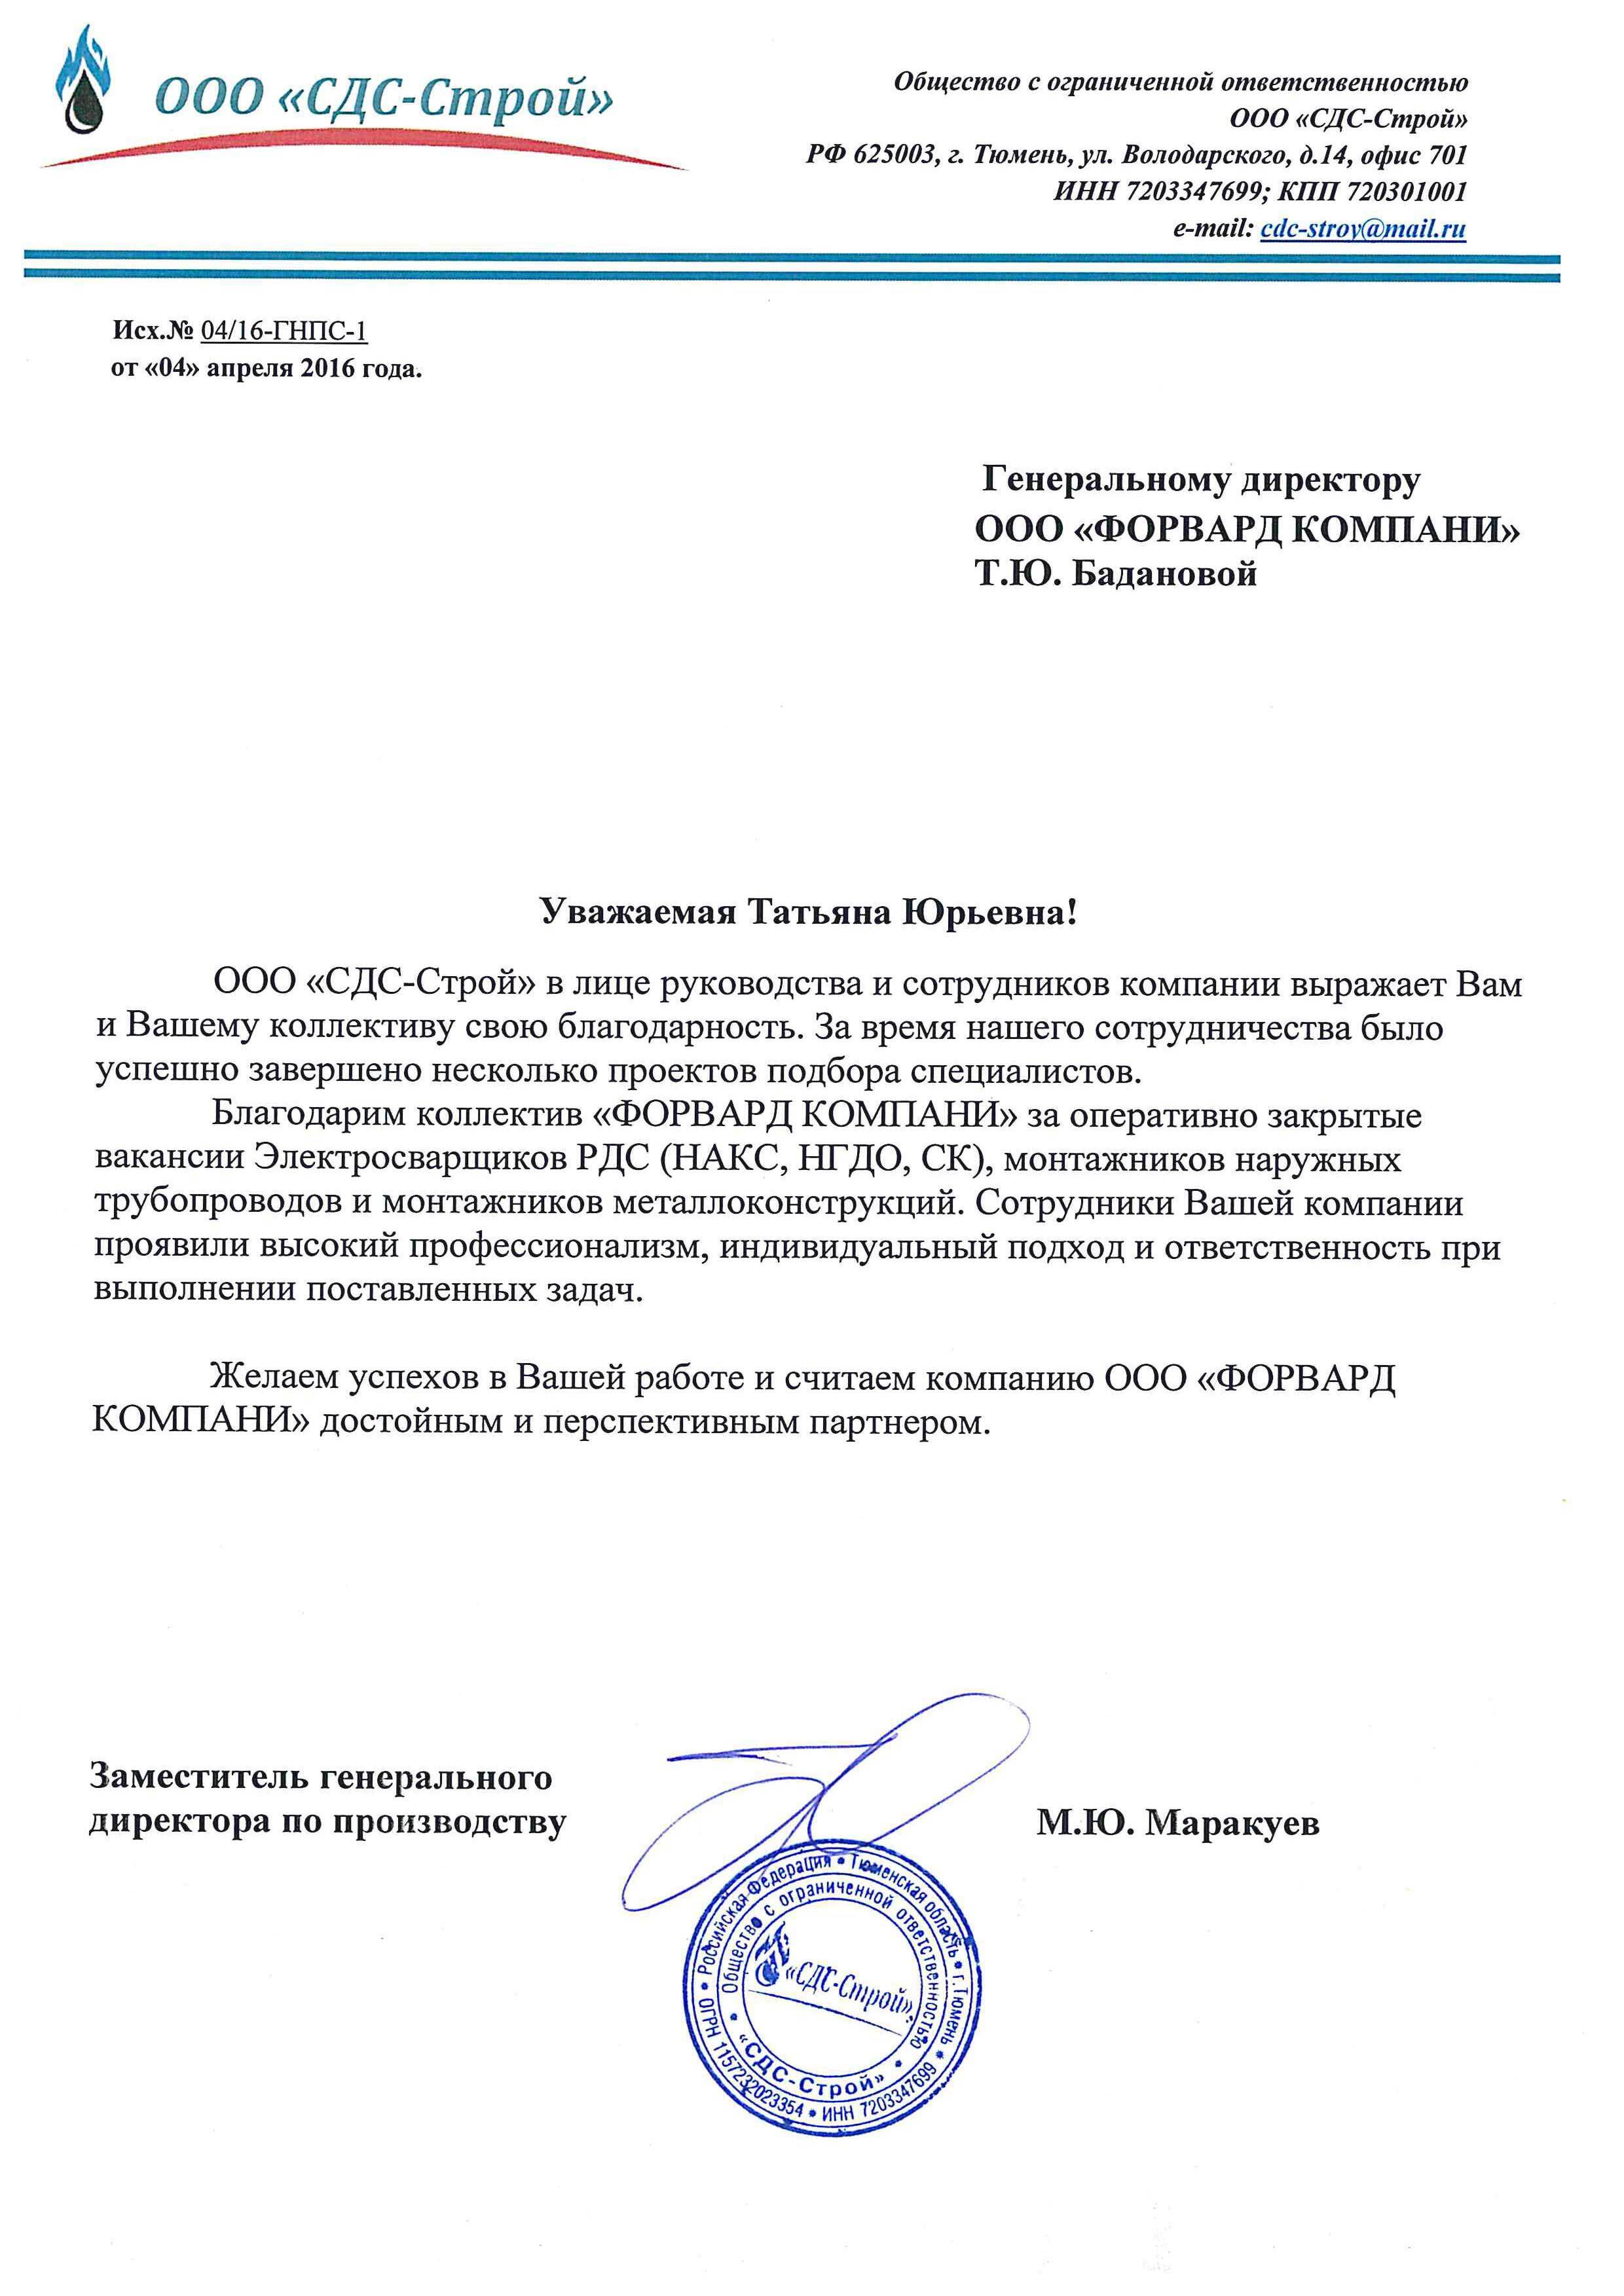 ООО «СДС-Строй»
Общество с ограниченной ответственностью
ООО «СДС-Строй»
РФ 625003, г. Тюмень, ул. Володарского, д.14, офис 701
ИНН 7203347699; КПП 720301001
e-mail: cdc-stroy@mail.ru
Исх.№ 04/16-ГНПС-1
от «04» апреля 2016 года.
Генеральному директору
ООО «ФОРВАРД КОМПАНИ»
Т.Ю. Бадановой
Уважаемая Татьяна Юрьевна!
ООО «СДС-Строй» в лице руководства и сотрудников компании выражает Вам
и Вашему коллективу свою благодарность. За время нашего сотрудничества было
успешно завершено несколько проектов подбора специалистов.
Благодарим коллектив «ФОРВАРД КОМПАНИ» за оперативно закрытые
вакансии Электросварщиков РДС (НАКС, НГДО, СК), монтажников наружных
трубопроводов и монтажников металлоконструкций. Сотрудники Вашей компании
проявили высокий профессионализм, индивидуальный подход и ответственность при
выполнении поставленных задач.
Желаем успехов в Вашей работе и считаем компанию ООО «ФОРВАРД
КОМПАНИ» достойным и перспективным партнером.
Заместитель генерального
директора по производству
М.Ю. Маракуев
Российская Федерация • Тюменская область • г. Тюмень •
ОГРН 1157232023354 • ИНН 7203347699
Общество с ограниченной ответственностью
«СДС-Строй»
«СДС-Строй»